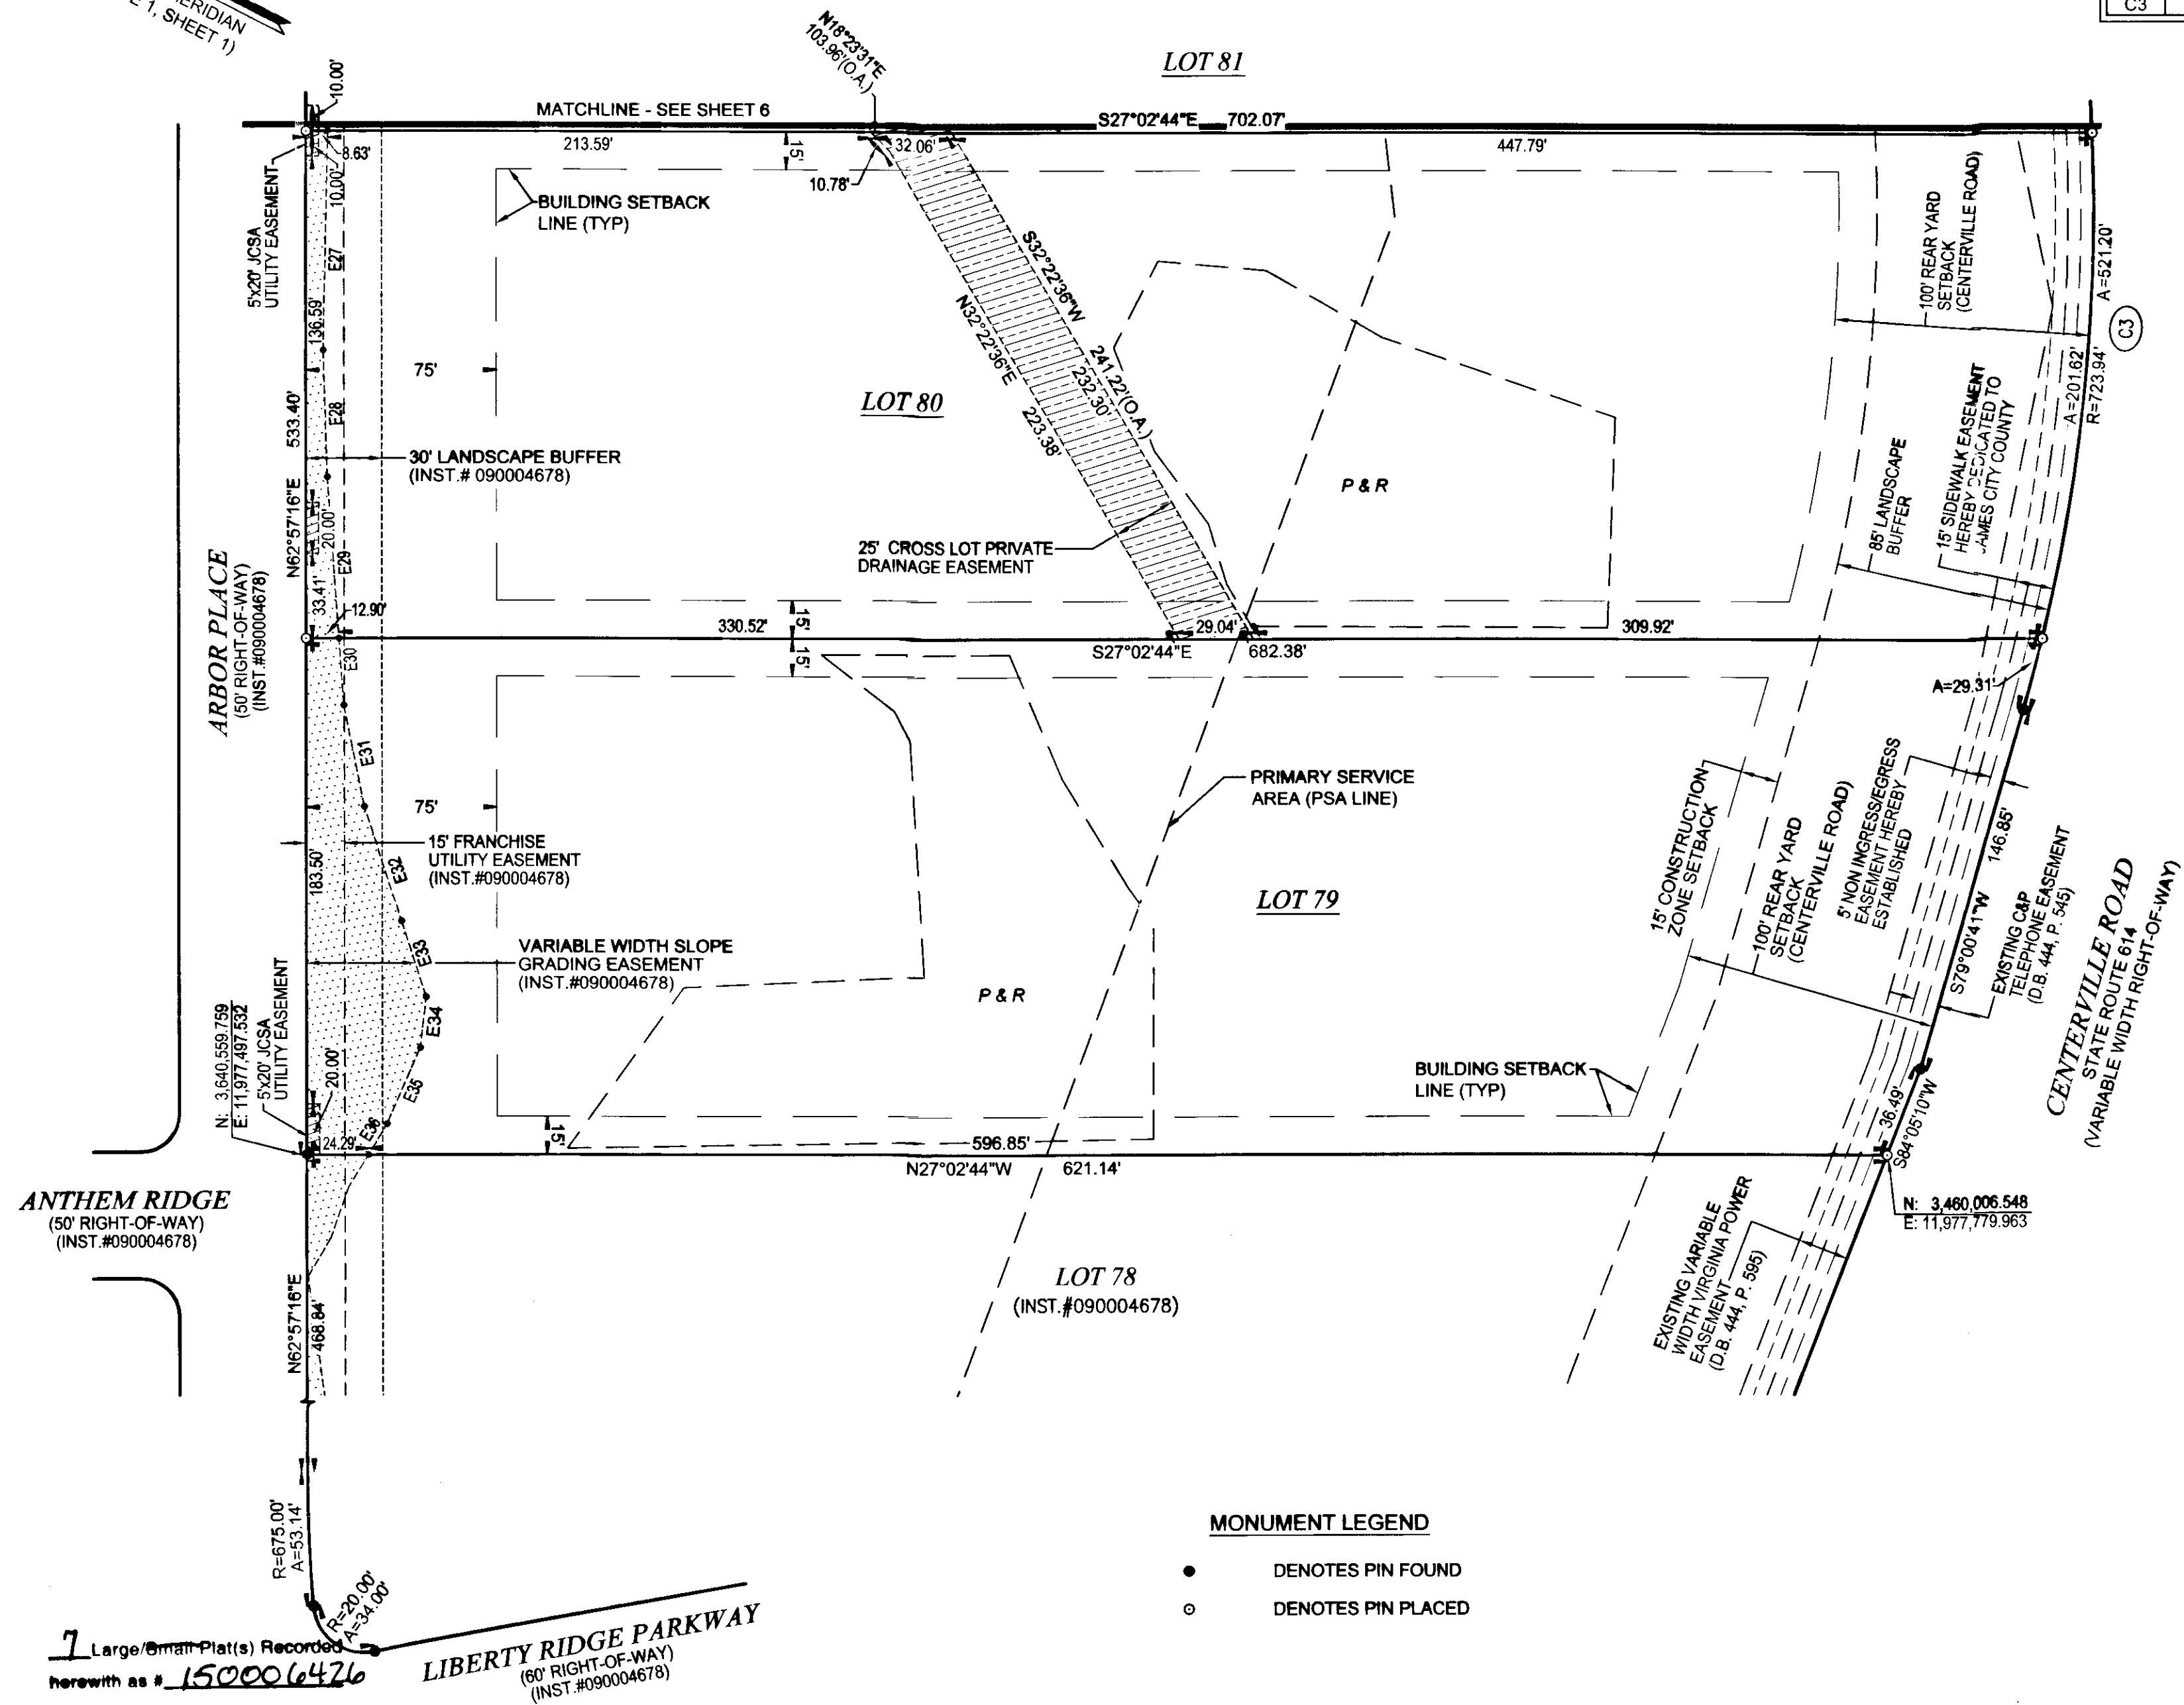 ERIDIAN
E 1, SHEET 1)
C3
N18°23'31"E
103.96'(O.A.)
LOT 81
10.00'
MATCHLINE - SEE SHEET 6
S27°02'44"E 702.07'
8.63'
213.59'
15'
32.06'
447.79'
10.78'
5'x20' JCSA
UTILITY EASEMENT
10.00'
E27
BUILDING SETBACK
LINE (TYP)
100' REAR YARD
SETBACK
(CENTERVILLE ROAD)
A=521.20'
C3
S32°22'36"W
N32°22'36"E
136.59'
75'
241.22'(O.A.)
232.30'
223.38'
A=201.62'
R=723.94'
LOT 80
533.40'
E28
30' LANDSCAPE BUFFER
(INST.# 090004678)
P & R
85' LANDSCAPE
BUFFER
15' SIDEWALK EASEMENT
HEREBY DEDICATED TO
JAMES CITY COUNTY
N62°57'16"E
20.00'
E29
25' CROSS LOT PRIVATE
DRAINAGE EASEMENT
ARBOR PLACE
(50' RIGHT-OF-WAY)
(INST.#090004678)
33.41'
12.90'
15'
330.52'
29.04'
309.92'
S27°02'44"E 682.38'
15'
E30
A=29.31'
E31
75'
PRIMARY SERVICE
AREA (PSA LINE)
15' CONSTRUCTION
ZONE SETBACK
100' REAR YARD
SETBACK
(CENTERVILLE ROAD)
5' NON INGRESS/EGRESS
EASEMENT HEREBY
ESTABLISHED
146.85'
S79°00'41"W
EXISTING C&P
TELEPHONE EASEMENT
(D.B. 444, P. 545)
CENTERVILLE ROAD
STATE ROUTE 614
(VARIABLE WIDTH RIGHT-OF-WAY)
15' FRANCHISE
UTILITY EASEMENT
(INST.#090004678)
183.50'
E32
LOT 79
E33
VARIABLE WIDTH SLOPE
GRADING EASEMENT
(INST.#090004678)
P & R
E34
N: 3,640,559.759
E: 11,977,497.532
5'x20' JCSA
UTILITY EASEMENT
20.00'
E35
E36
24.29'
15'
BUILDING SETBACK
LINE (TYP)
36.49'
S84°05'10"W
596.85'
N27°02'44"W 621.14'
ANTHEM RIDGE
(50' RIGHT-OF-WAY)
(INST.#090004678)
N: 3,460,006.548
E: 11,977,779.963
EXISTING VARIABLE
WIDTH VIRGINIA POWER
EASEMENT
(D.B. 444, P. 595)
LOT 78
(INST.#090004678)
N62°57'16"E
468.84'
R=675.00'
A=53.14'
R=20.00'
A=34.00'
LIBERTY RIDGE PARKWAY
(60' RIGHT-OF-WAY)
(INST.#090004678)
MONUMENT LEGEND
DENOTES PIN FOUND
DENOTES PIN PLACED
7 Large/Small Plat(s) Recorded
herewith as # 150006426